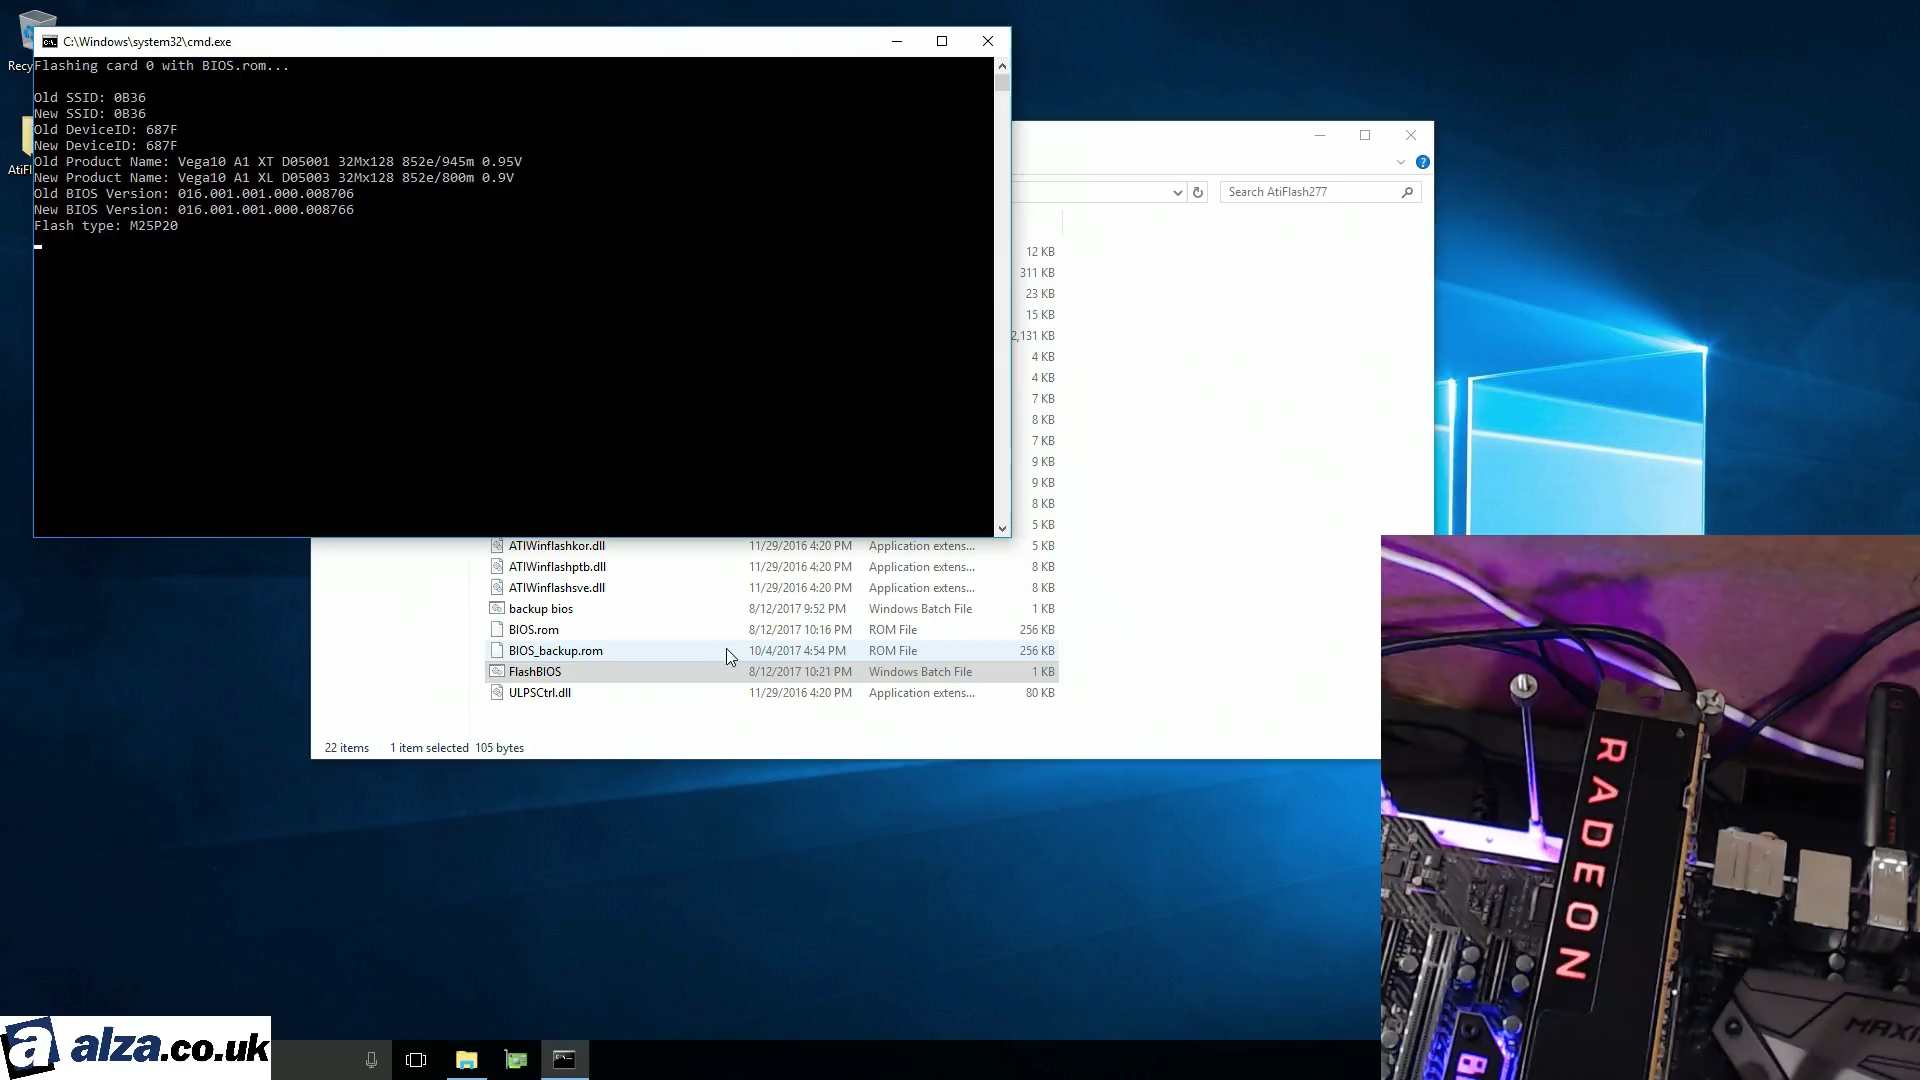 C:\Windows\system32\cmd.exe
Flashing card 0 with BIOS.rom...
Old SSID: 0B36
New SSID: 0B36
Old DeviceID: 687F
New DeviceID: 687F
Old Product Name: Vega10 A1 XT D05001 32Mx128 852e/945m 0.95V
New Product Name: Vega10 A1 XL D05003 32Mx128 852e/800m 0.9V
Old BIOS Version: 016.001.001.000.008706
New BIOS Version: 016.001.001.000.008766
Flash type: M25P20
Recy
AtiFl
Search AtiFlash277
12 KB
311 KB
23 KB
15 KB
2,131 KB
4 KB
4 KB
7 KB
8 KB
7 KB
9 KB
9 KB
8 KB
5 KB
ATIWinflashkor.dll 11/29/2016 4:20 PM Application extens... 5 KB
ATIWinflashptb.dll 11/29/2016 4:20 PM Application extens... 8 KB
ATIWinflashsve.dll 11/29/2016 4:20 PM Application extens... 8 KB
backup bios 8/12/2017 9:52 PM Windows Batch File 1 KB
BIOS.rom 8/12/2017 10:16 PM ROM File 256 KB
BIOS_backup.rom 10/4/2017 4:54 PM ROM File 256 KB
FlashBIOS 8/12/2017 10:21 PM Windows Batch File 1 KB
ULPSCtrl.dll 11/29/2016 4:20 PM Application extens... 80 KB
22 items 1 item selected 105 bytes
RADEON
MAXI
a alza.co.uk